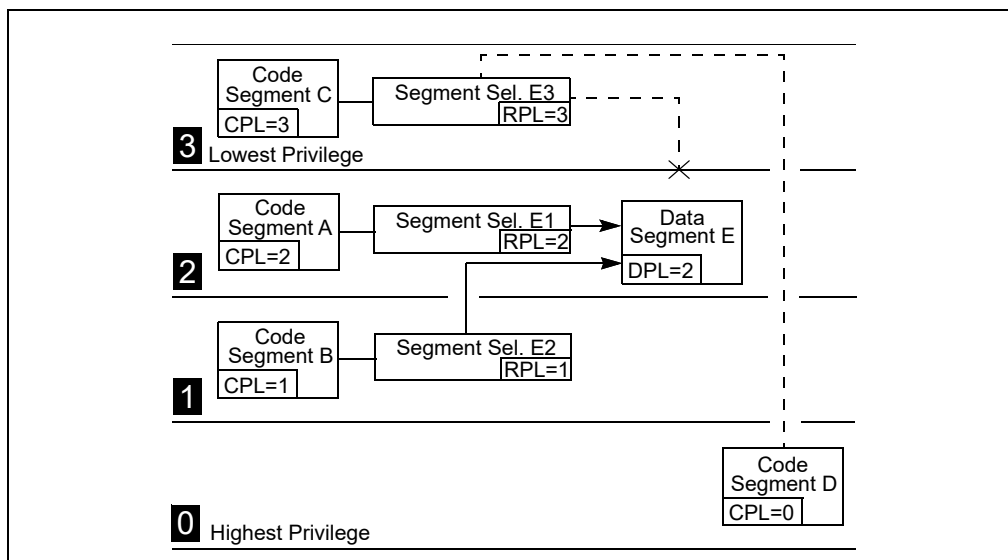 Code
Segment C
CPL=3
Segment Sel. E3
RPL=3
3
Lowest Privilege
Code
Segment A
CPL=2
Segment Sel. E1
RPL=2
Data
Segment E
DPL=2
2
Code
Segment B
CPL=1
Segment Sel. E2
RPL=1
1
Code
Segment D
CPL=0
0
Highest Privilege